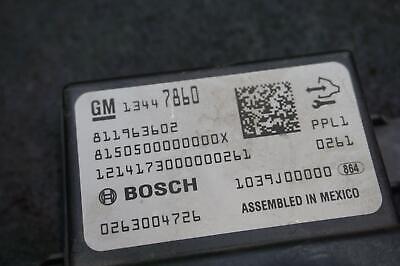 GM 13447860
811963602
8150500000000X PPL1
1214173000000261 0261
BOSCH 1039J00000 864
0263004726 ASSEMBLED IN MEXICO